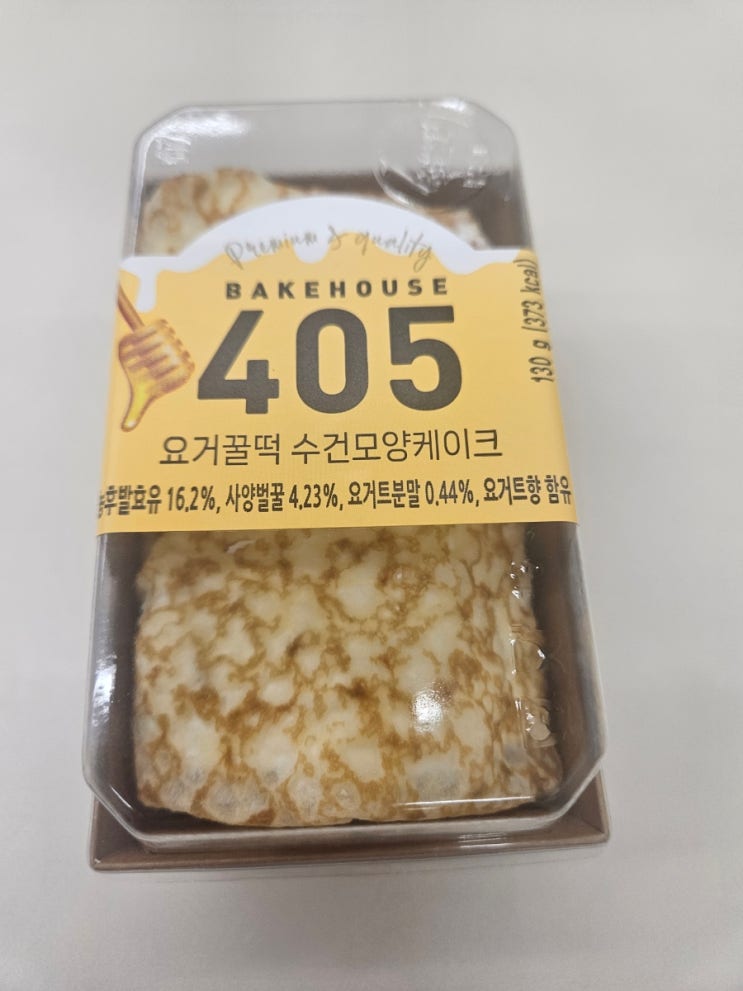 Premium & quality
BAKEHOUSE
405
130 g (373 kcal)
요거꿀떡 수건모양케이크
농후발효유 16.2%, 사양벌꿀 4.23%, 요거트분말 0.44%, 요거트향 함유